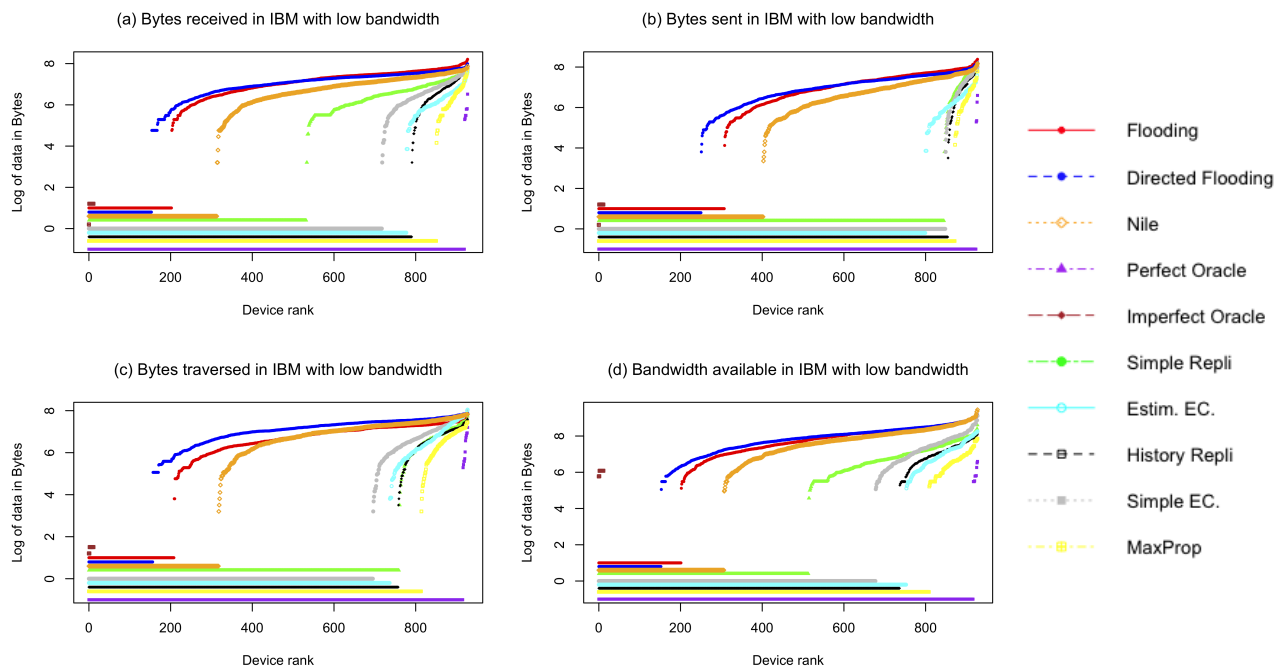 (a) Bytes received in IBM with low bandwidth
Log of data in Bytes
8
6
4
2
0
0 200 400 600 800
Device rank
(b) Bytes sent in IBM with low bandwidth
Log of data in Bytes
8
6
4
2
0
0 200 400 600 800
Device rank
(c) Bytes traversed in IBM with low bandwidth
Log of data in Bytes
8
6
4
2
0
0 200 400 600 800
Device rank
(d) Bandwidth available in IBM with low bandwidth
Log of data in Bytes
8
6
4
2
0
0 200 400 600 800
Device rank
Flooding
Directed Flooding
Nile
Perfect Oracle
Imperfect Oracle
Simple Repli
Estim. EC.
History Repli
Simple EC.
MaxProp